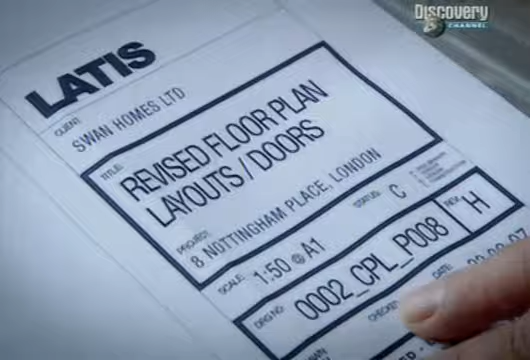 Discovery
CHANNEL
LATIS
CLIENT:
SWAN HOMES LTD
TITLE:
REVISED FLOOR PLAN
LAYOUTS / DOORS
PROJECT:
8 NOTTINGHAM PLACE, LONDON
SCALE: 1:50 @ A1 STATUS: C
DRG NO: 0002_CPL_P008 REV: H
DATE: